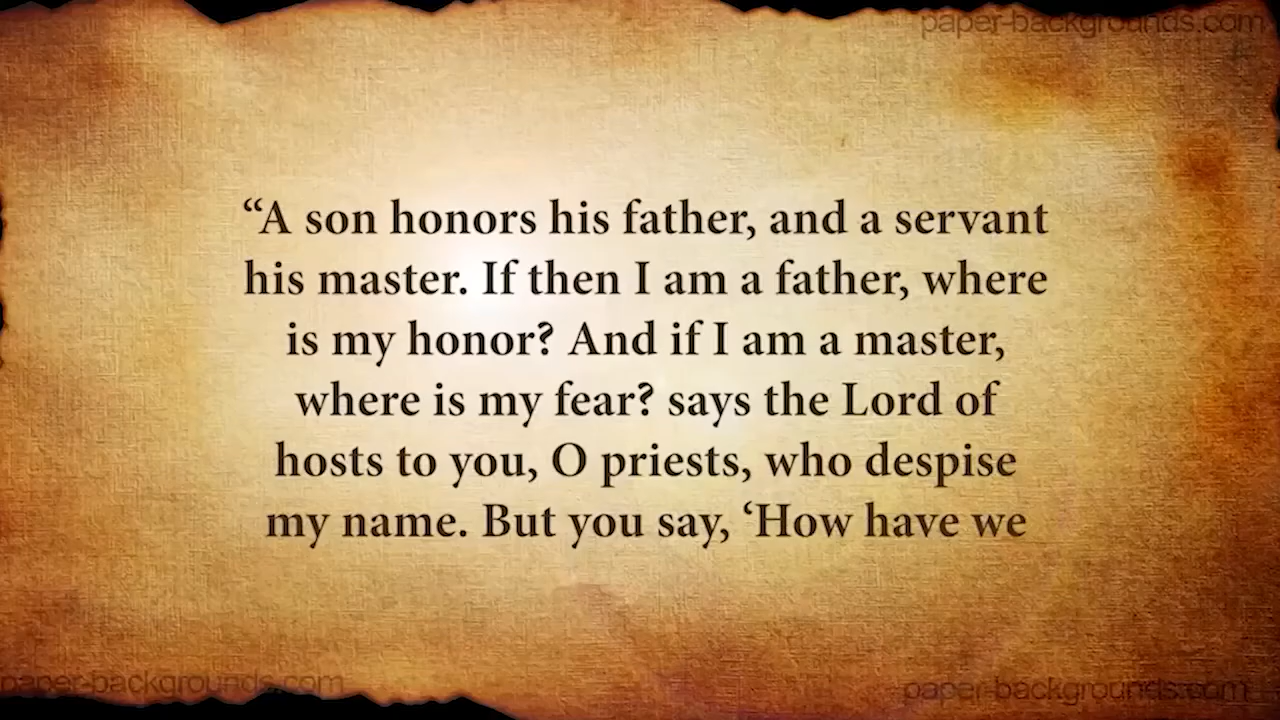 paper-backgrounds.com
“A son honors his father, and a servant
his master. If then I am a father, where
is my honor? And if I am a master,
where is my fear? says the Lord of
hosts to you, O priests, who despise
my name. But you say, ‘How have we
paper-backgrounds.com
paper-backgrounds.com